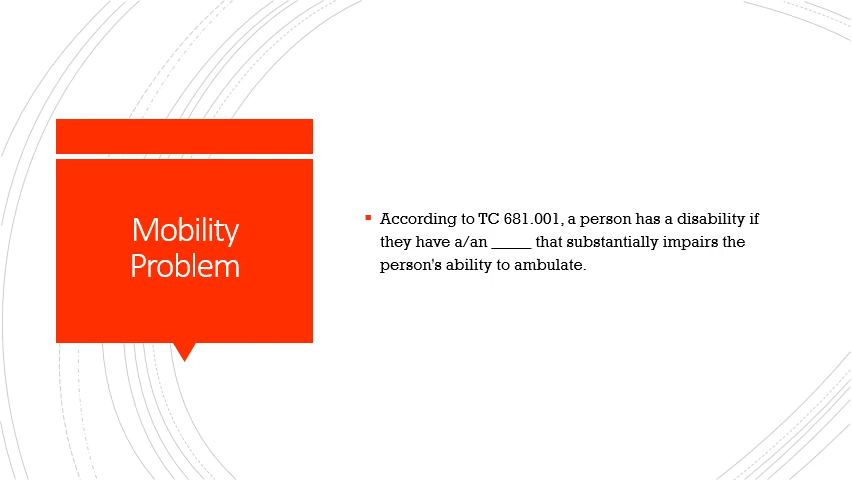 Mobility
Problem
▪ According to TC 681.001, a person has a disability if
they have a/an _____ that substantially impairs the
person's ability to ambulate.